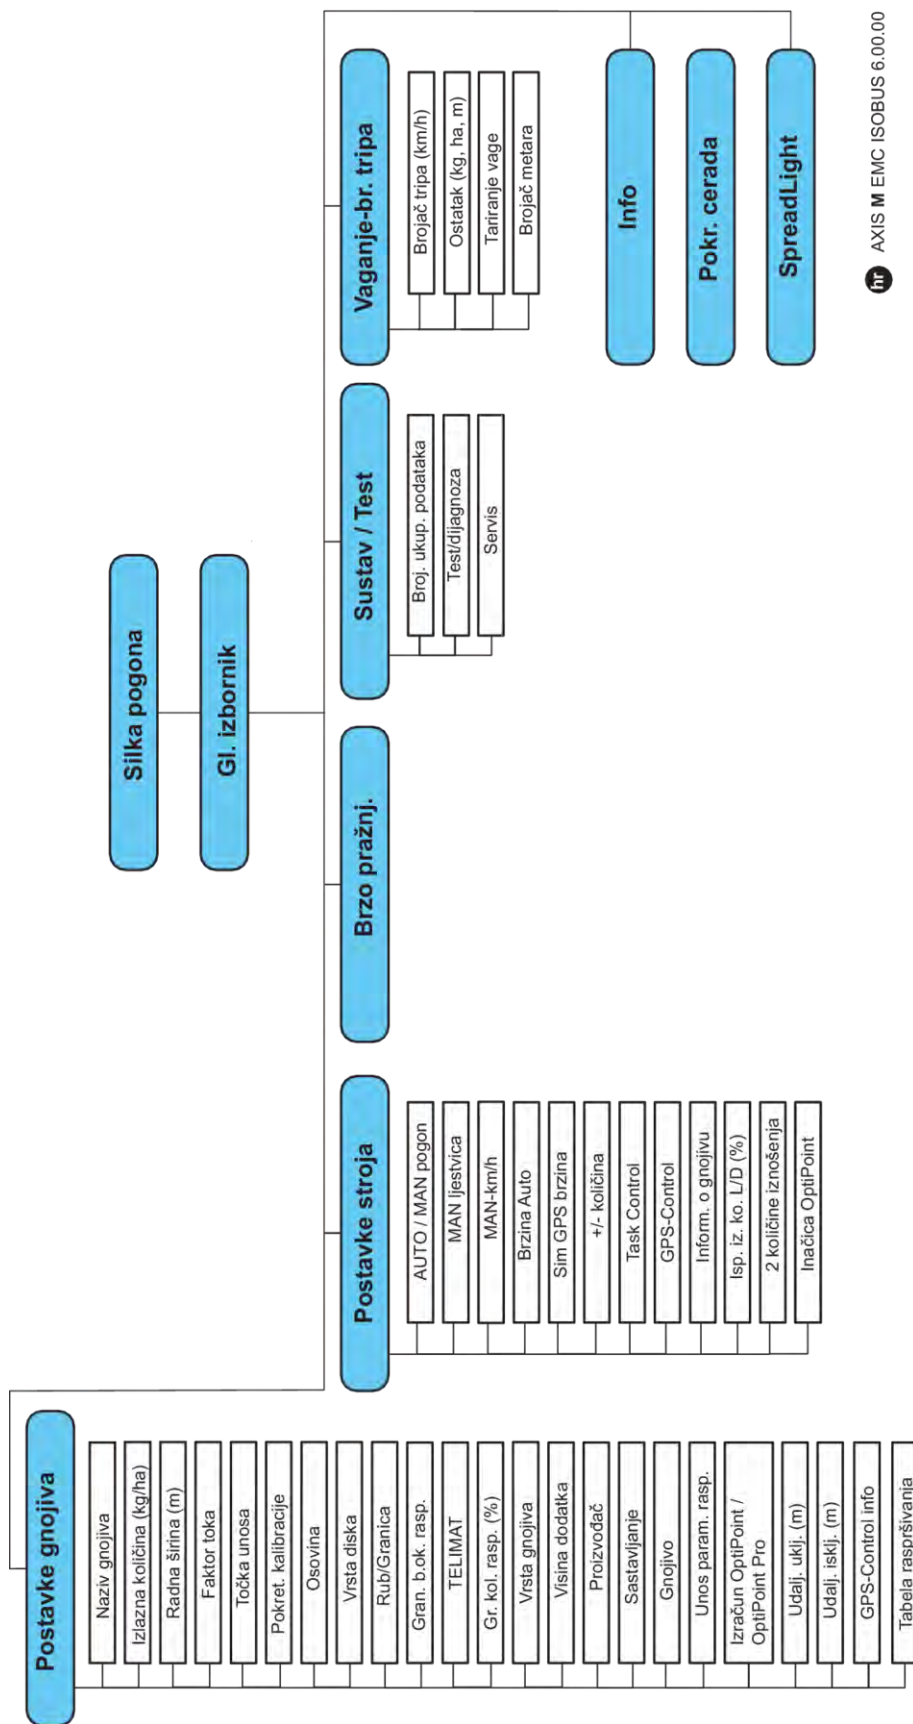 Silka pogona
Gl. izbornik
Postavke gnojiva
Naziv gnojiva
Izlazna količina (kg/ha)
Radna širina (m)
Faktor toka
Točka unosa
Pokret. kalibracije
Osovina
Vrsta diska
Rub/Granica
Gran. b.ok. rasp.
TELIMAT
Gr. kol. rasp. (%)
Vrsta gnojiva
Visina dodatka
Proizvođač
Sastavljanje
Gnojivo
Unos param. rasp.
Izračun OptiPoint /
OptiPoint Pro
Udalj. uklj. (m)
Udalj. isklj. (m)
GPS-Control info
Tabela raspršivanja
Postavke stroja
AUTO / MAN pogon
MAN ljestvica
MAN-km/h
Brzina Auto
Sim GPS brzina
+/- količina
Task Control
GPS-Control
Inform. o gnojivu
Isp. iz. ko. L/D (%)
2 količine iznošenja
Inačica OptiPoint
Brzo pražnj.
Sustav / Test
Broj. ukup. podataka
Test/dijagnoza
Servis
Vaganje-br. tripa
Brojač tripa (km/h)
Ostatak (kg, ha, m)
Tariranje vage
Brojač metara
Info
Pokr. cerada
SpreadLight
hr AXIS M EMC ISOBUS 6.00.00